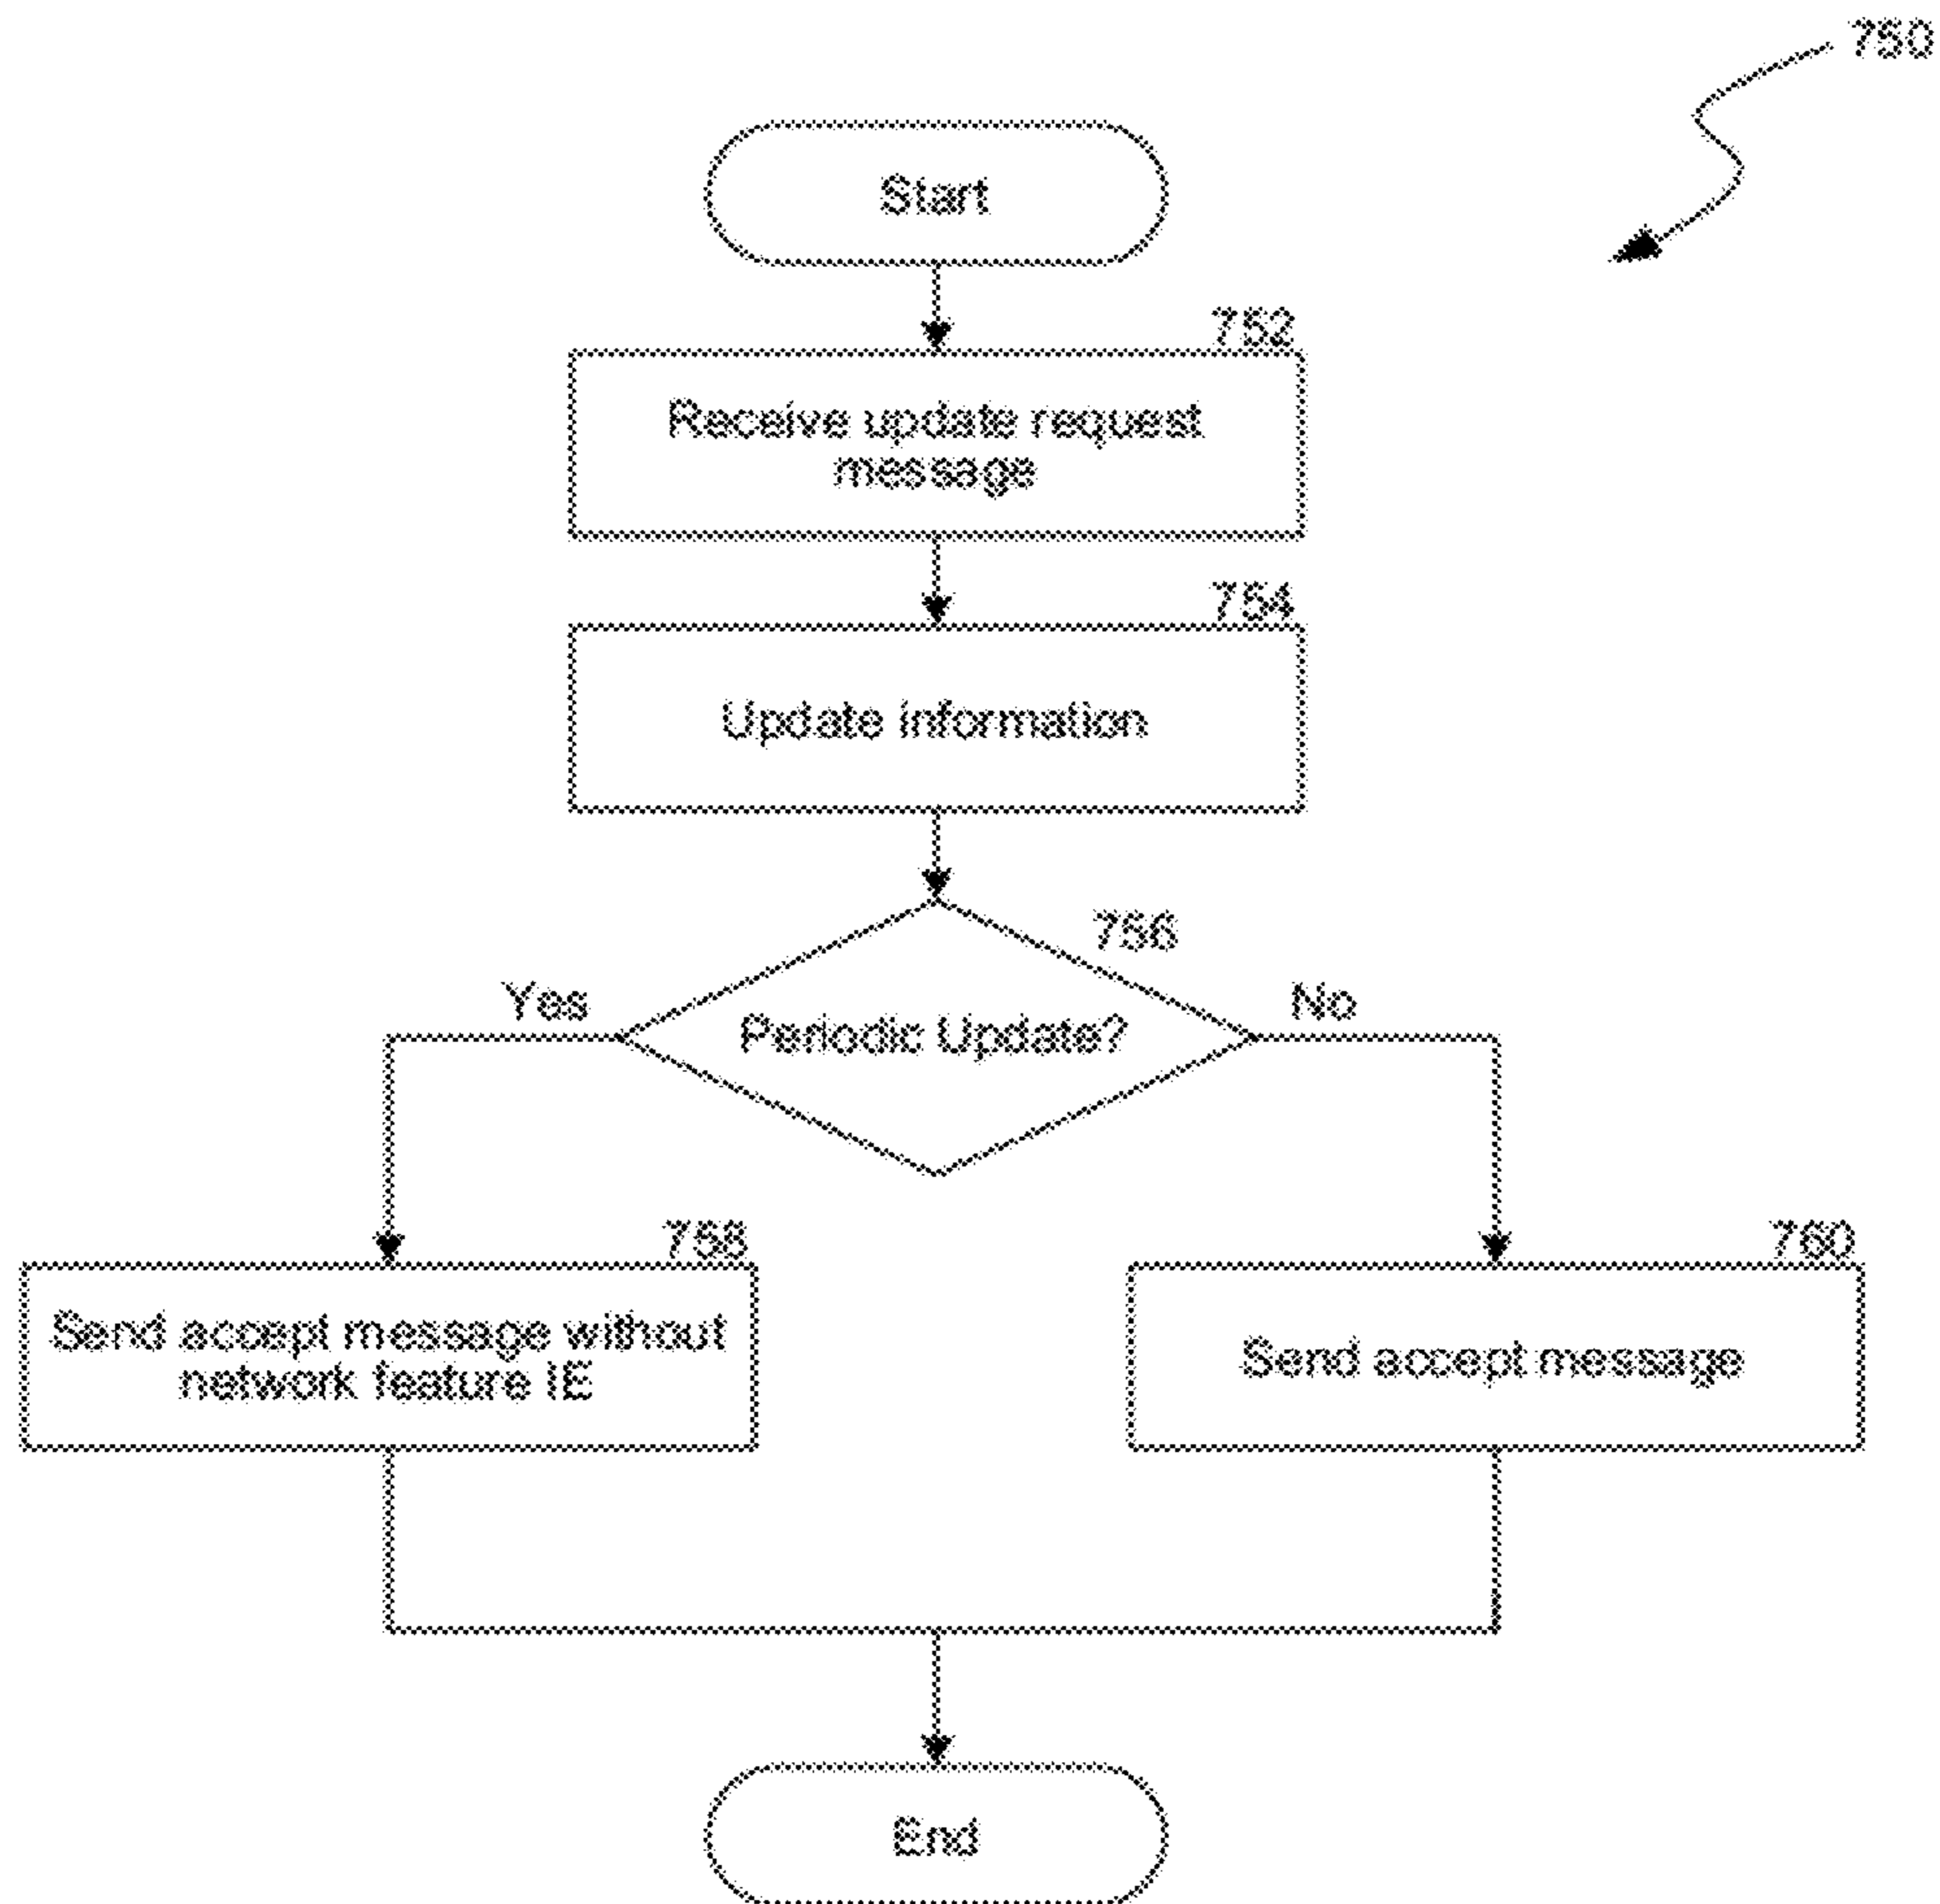 750
Start
752
Receive update request
message
754
Update information
756
Yes
No
Periodic Update?
758
760
Send accept message without
network feature IE
Send accept message
End